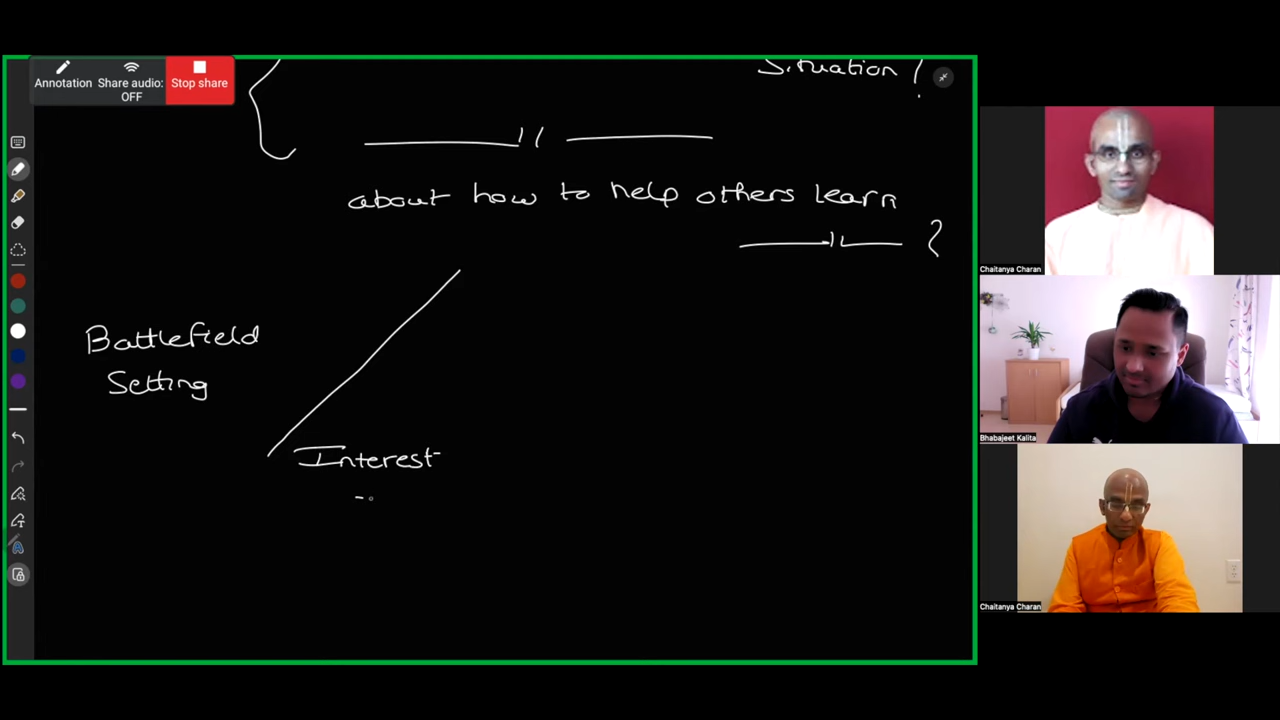 Annotation
Share audio:
OFF
Stop share
Situation !
about how to help others learn
?
Battlefield
Setting
Interest
Chaitanya Charan
Bhabajeet Kalita
Chaitanya Charan